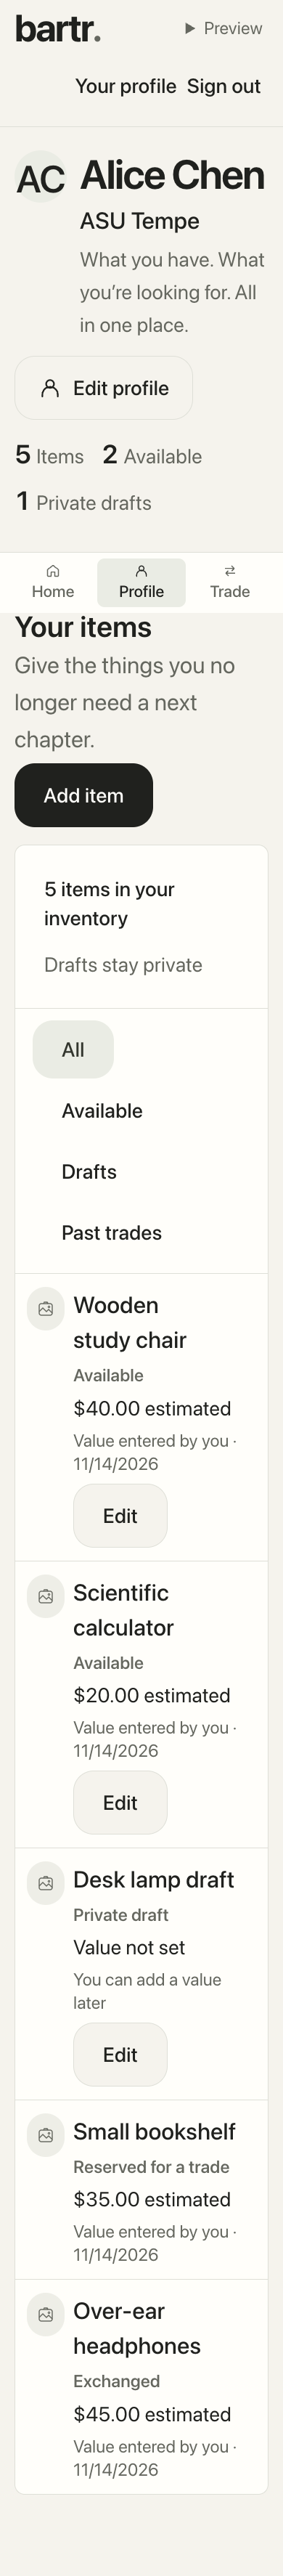 bartr.
Preview
Your profile Sign out
AC
Alice Chen
ASU Tempe
What you have. What
you’re looking for. All
in one place.
Edit profile
5 Items 2 Available
1 Private drafts
Home Profile Trade
Your items
Give the things you no
longer need a next
chapter.
Add item
5 items in your
inventory
Drafts stay private
All
Available
Drafts
Past trades
Wooden
study chair
Available
$40.00 estimated
Value entered by you ·
11/14/2026
Edit
Scientific
calculator
Available
$20.00 estimated
Value entered by you ·
11/14/2026
Edit
Desk lamp draft
Private draft
Value not set
You can add a value
later
Edit
Small bookshelf
Reserved for a trade
$35.00 estimated
Value entered by you ·
11/14/2026
Over-ear
headphones
Exchanged
$45.00 estimated
Value entered by you ·
11/14/2026